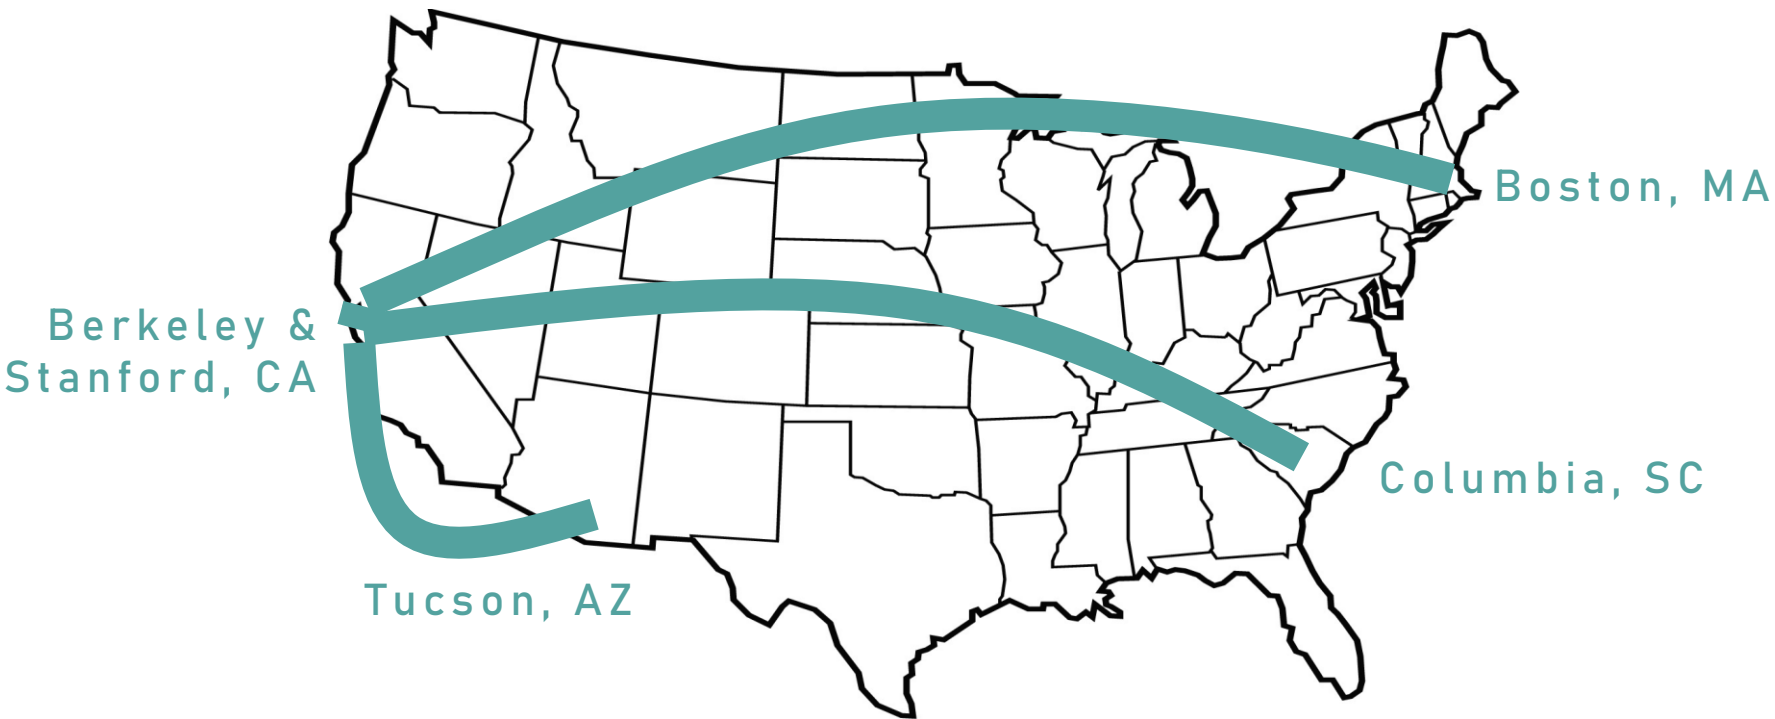 Boston, MA
Berkeley &
Stanford, CA
Columbia, SC
Tucson, AZ